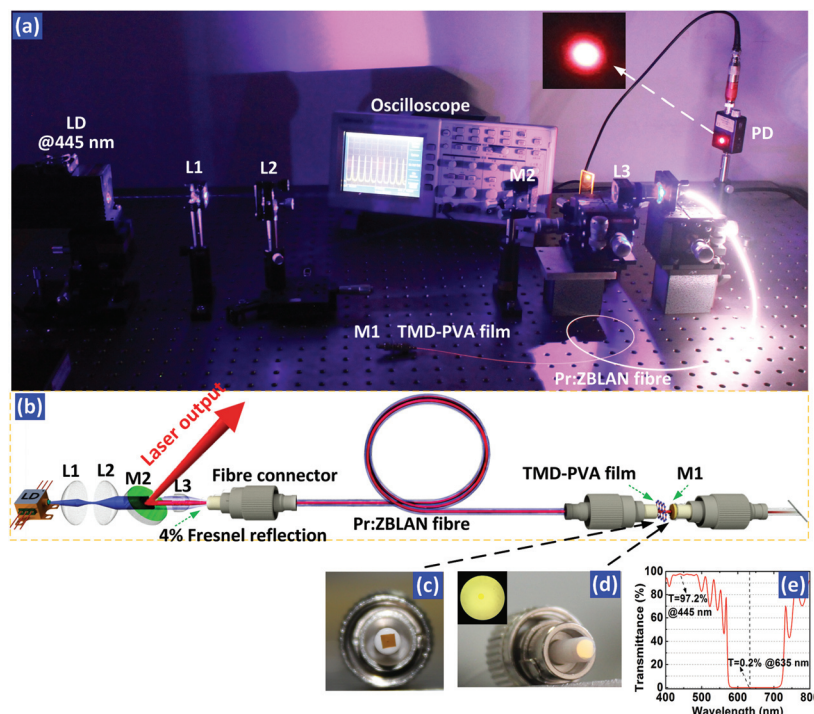 (a)
LD
@445 nm
L1
L2
Oscilloscope
M2
L3
PD
M1 TMD-PVA film
Pr:ZBLAN fibre
(b)
LD
L1
L2
M2
Laser output
L3
Fibre connector
4% Fresnel reflection
Pr:ZBLAN fibre
TMD-PVA film
M1
(c)
(d)
(e)
Transmittance (%)
100
80
60
40
20
0
T=97.2%
@445 nm
T=0.2% @635 nm
400 500 600 700 800
Wavelength (nm)